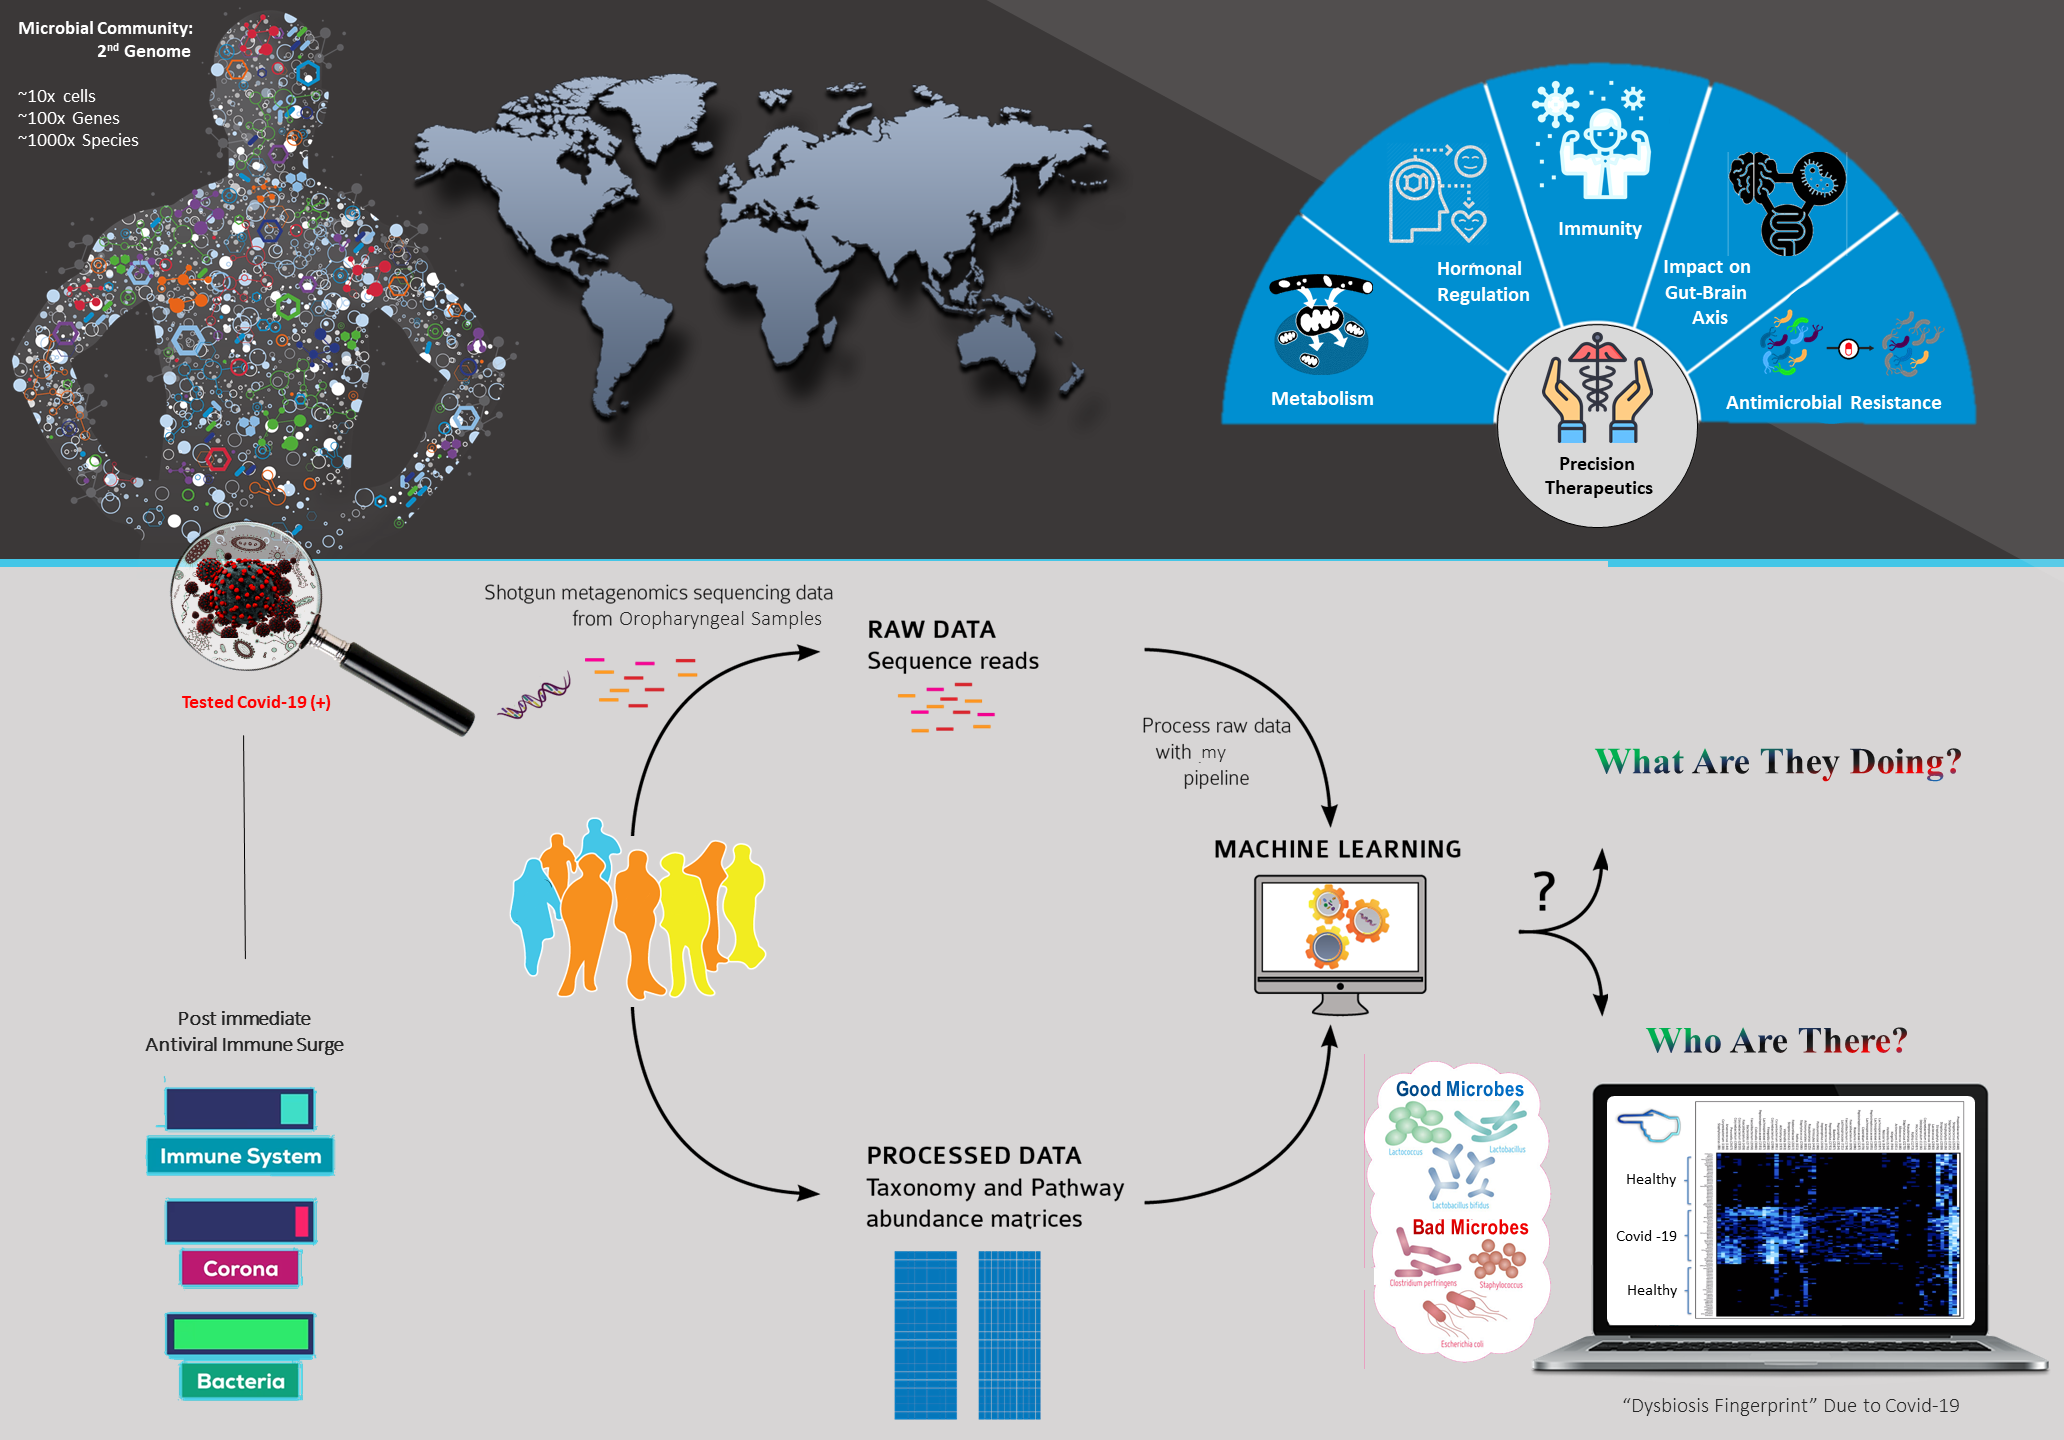 Microbial Community:
2nd Genome
~10x cells
~100x Genes
~1000x Species
Metabolism
Hormonal
Regulation
Immunity
Impact on
Gut-Brain
Axis
Antimicrobial Resistance
Precision
Therapeutics
Tested Covid-19 (+)
Post immediate
Antiviral Immune Surge
Immune System
Corona
Bacteria
Shotgun metagenomics sequencing data
from Oropharyngeal Samples
RAW DATA
Sequence reads
Process raw data
with my
pipeline
PROCESSED DATA
Taxonomy and Pathway
abundance matrices
MACHINE LEARNING
?
What Are They Doing?
Who Are There?
Good Microbes
Lactococcus
Lactobacillus
Lactobacillus bifidus
Bad Microbes
Clostridium perfringens
Staphylococcus
Escherichia coli
Healthy
Covid -19
Healthy
“Dysbiosis Fingerprint” Due to Covid-19